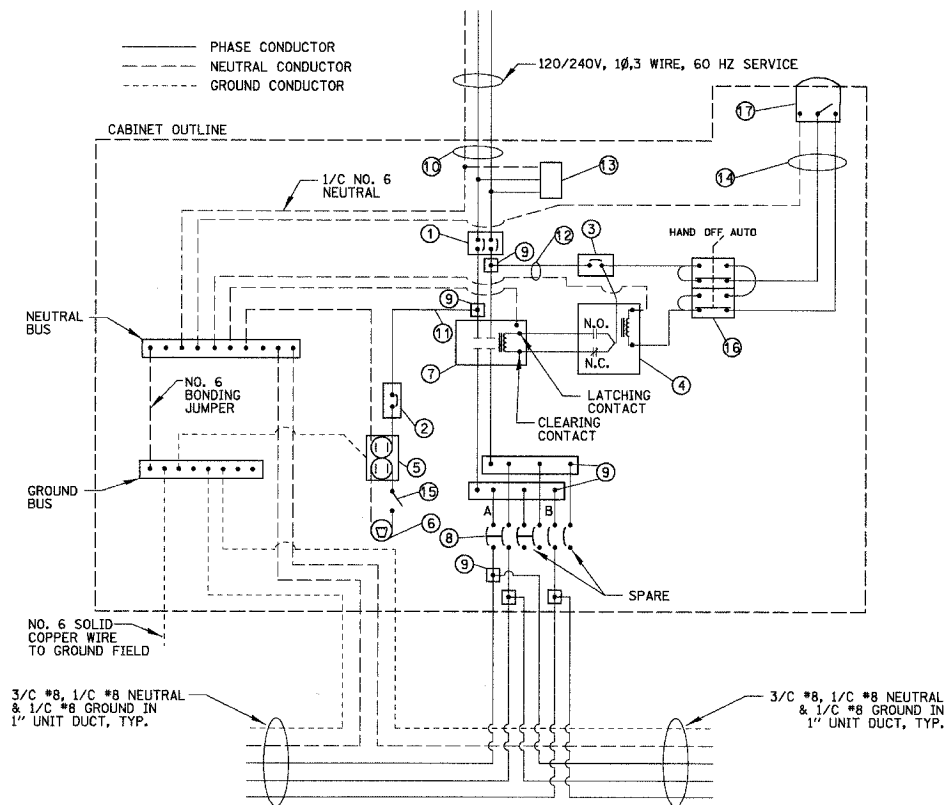 PHASE CONDUCTOR
NEUTRAL CONDUCTOR
GROUND CONDUCTOR
120/240V, 1Ø,3 WIRE, 60 HZ SERVICE
17
CABINET OUTLINE
10
13
14
1/C NO. 6
NEUTRAL
1
9
12
3
HAND OFF AUTO
9
NEUTRAL
BUS
11
N.O.
N.C.
16
7
4
NO. 6
BONDING
JUMPER
LATCHING
CONTACT
2
CLEARING
CONTACT
5
9
GROUND
BUS
15
9
A
B
6
8
9
SPARE
NO. 6 SOLID
COPPER WIRE
TO GROUND FIELD
3/C #8, 1/C #8 NEUTRAL
& 1/C #8 GROUND IN
1" UNIT DUCT, TYP.
3/C #8, 1/C #8 NEUTRAL
& 1/C #8 GROUND IN
1" UNIT DUCT, TYP.